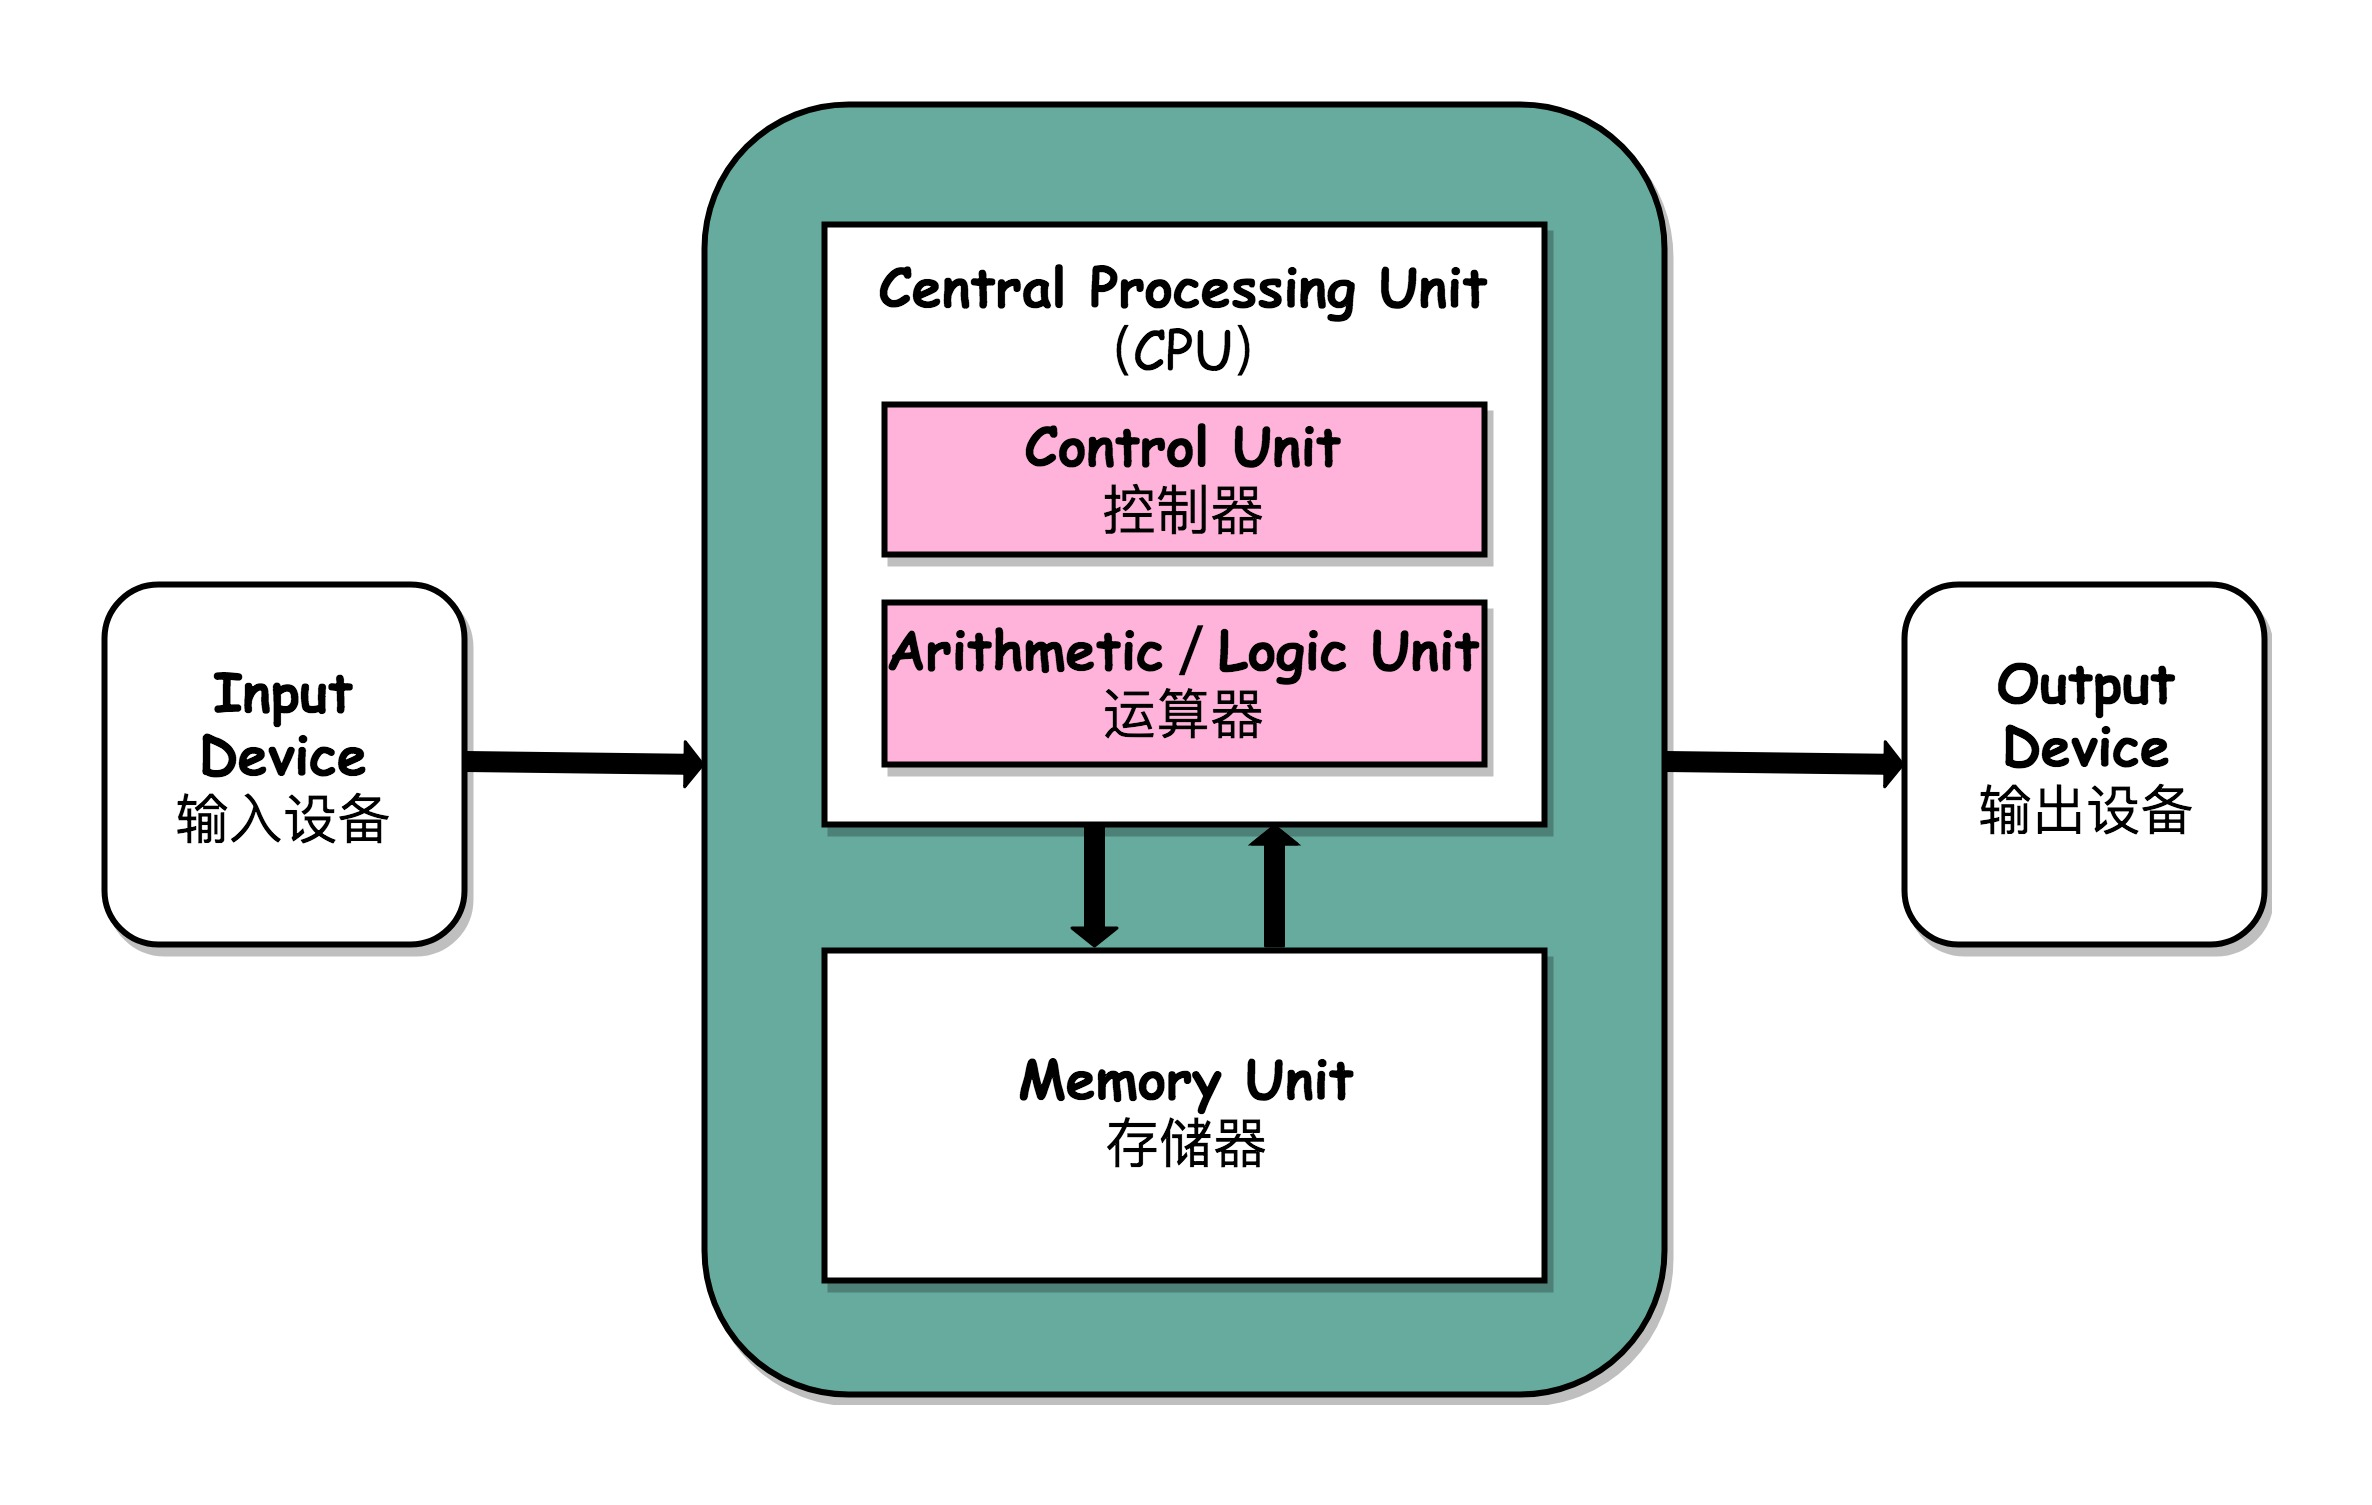 Central Processing Unit
(CPU)
Control Unit
控制器
Arithmetic / Logic Unit
运算器
Input
Device
输入设备
Output
Device
输出设备
Memory Unit
存储器